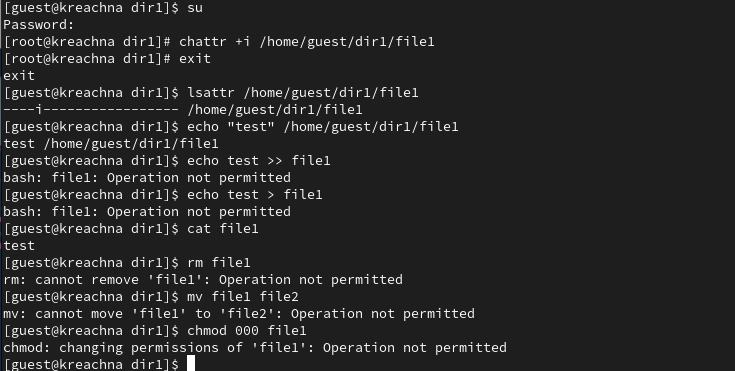 [guest@kreachna dir1]$ su
Password:
[root@kreachna dir1]# chattr +i /home/guest/dir1/file1
[root@kreachna dir1]# exit
exit
[guest@kreachna dir1]$ lsattr /home/guest/dir1/file1
----i----------------- /home/guest/dir1/file1
[guest@kreachna dir1]$ echo "test" /home/guest/dir1/file1
test /home/guest/dir1/file1
[guest@kreachna dir1]$ echo test >> file1
bash: file1: Operation not permitted
[guest@kreachna dir1]$ echo test > file1
bash: file1: Operation not permitted
[guest@kreachna dir1]$ cat file1
test
[guest@kreachna dir1]$ rm file1
rm: cannot remove 'file1': Operation not permitted
[guest@kreachna dir1]$ mv file1 file2
mv: cannot move 'file1' to 'file2': Operation not permitted
[guest@kreachna dir1]$ chmod 000 file1
chmod: changing permissions of 'file1': Operation not permitted
[guest@kreachna dir1]$